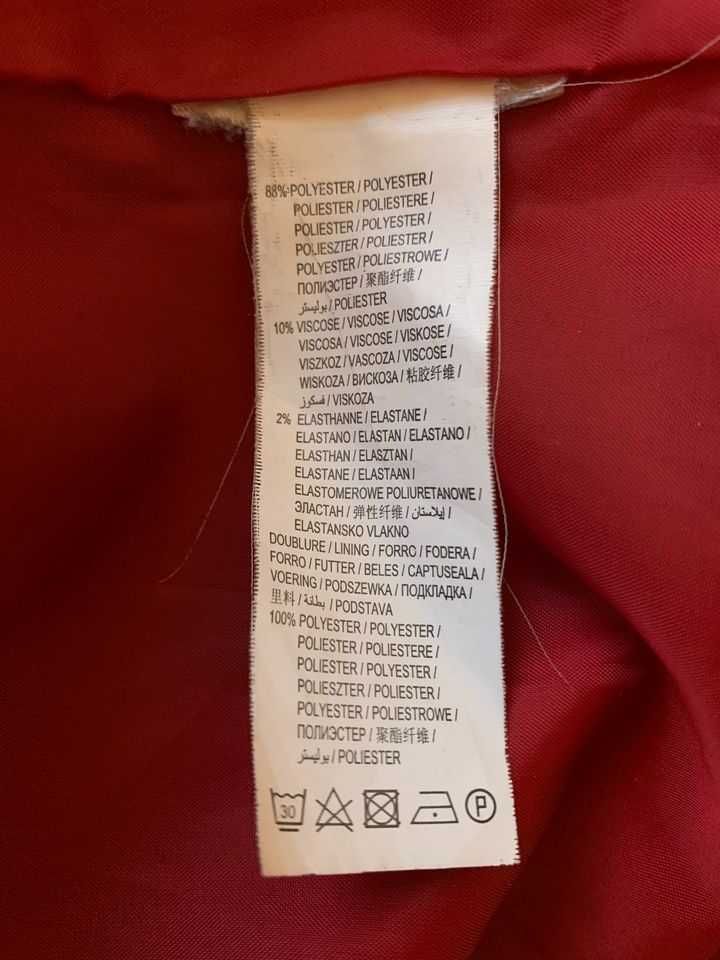 88% POLYESTER / POLYESTER /
POLIESTER / POLIESTERE /
POLIESTER / POLYESTER /
POLIESZTER / POLIESTER /
POLYESTER / POLIESTROWE /
ПОЛИЭСТЕР / 聚酯纤维 /
بوليستر / POLIESTER
10% VISCOSE / VISCOSE / VISCOSA /
VISCOSA / VISCOSE / VISKOSE /
VISZKOZ / VASCOZA / VISCOSE /
WISKOZA / ВИСКОЗА / 粘胶纤维 /
فسكوز / VISKOZA
2% ELASTHANNE / ELASTANE /
ELASTANO / ELASTAN / ELASTANO /
ELASTHAN / ELASZTAN /
ELASTANE / ELASTAAN /
ELASTOMEROWE POLIURETANOWE /
ЭЛАСТАН / 弹性纤维 / إيلاستان /
ELASTANSKO VLAKNO
DOUBLURE / LINING / FORRO / FODERA /
FORRO / FUTTER / BELES / CAPTUSEALA /
VOERING / PODSZEWKA / ПОДКЛАДКА /
里料 / بطانة / PODSTAVA
100% POLYESTER / POLYESTER /
POLIESTER / POLIESTERE /
POLIESTER / POLYESTER /
POLIESZTER / POLIESTER /
POLYESTER / POLIESTROWE /
ПОЛИЭСТЕР / 聚酯纤维 /
بوليستر / POLIESTER
30 P